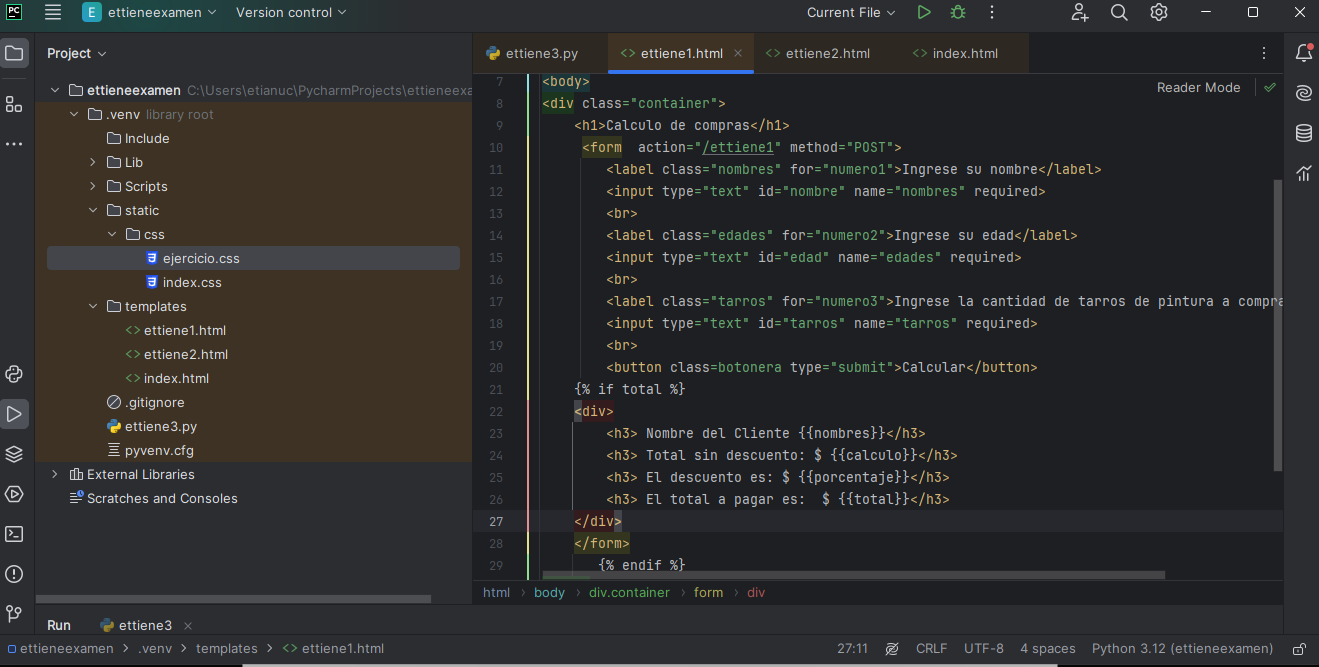 PC
E ettieneexamen Version control Current File
Project
ettiene3.py ettiene1.html ettiene2.html index.html
ettieneexamen C:\Users\etianuc\PycharmProjects\ettieneexa
.venv library root
Include
Lib
Scripts
static
css
ejercicio.css
index.css
templates
ettiene1.html
ettiene2.html
index.html
.gitignore
ettiene3.py
pyvenv.cfg
External Libraries
Scratches and Consoles
Reader Mode
7 <body>
8 <div class="container">
9 <h1>Calculo de compras</h1>
10 <form  action="/ettiene1" method="POST">
11 <label class="nombres" for="numero1">Ingrese su nombre</label>
12 <input type="text" id="nombre" name="nombres" required>
13 <br>
14 <label class="edades" for="numero2">Ingrese su edad</label>
15 <input type="text" id="edad" name="edades" required>
16 <br>
17 <label class="tarros" for="numero3">Ingrese la cantidad de tarros de pintura a compra
18 <input type="text" id="tarros" name="tarros" required>
19 <br>
20 <button class=botonera type="submit">Calcular</button>
21 {% if total %}
22 <div>
23 <h3> Nombre del Cliente {{nombres}}</h3>
24 <h3> Total sin descuento: $ {{calculo}}</h3>
25 <h3> El descuento es: $ {{porcentaje}}</h3>
26 <h3> El total a pagar es:  $ {{total}}</h3>
27 </div>
28 </form>
29 {% endif %}
html body div.container form div
Run ettiene3
ettieneexamen .venv templates ettiene1.html 27:11 CRLF UTF-8 4 spaces Python 3.12 (ettieneexamen)